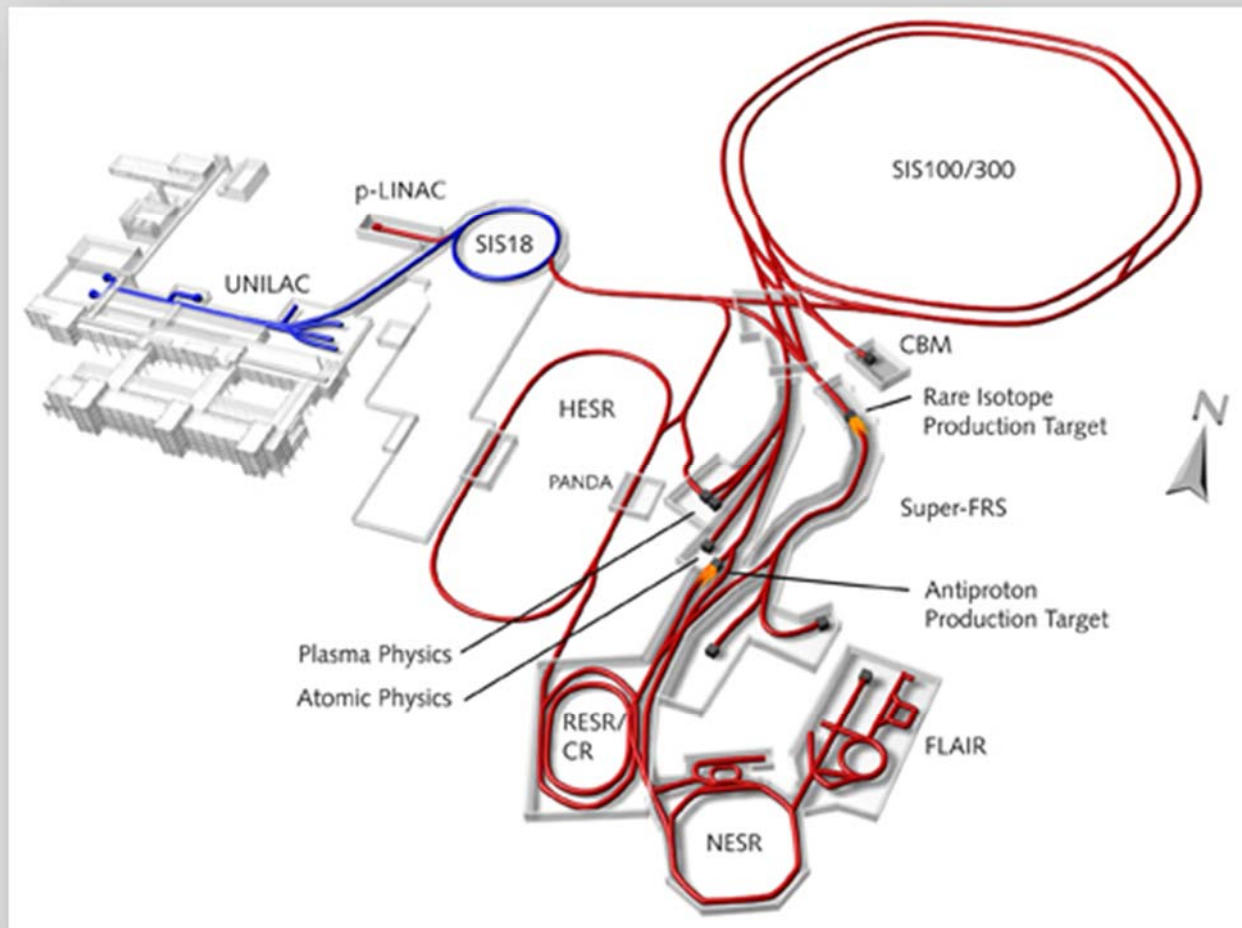 SIS100/300
p-LINAC
SIS18
UNILAC
CBM
HESR
Rare Isotope
Production Target
N
PANDA
Super-FRS
Antiproton
Production Target
Plasma Physics
Atomic Physics
RESR/
CR
FLAIR
NESR